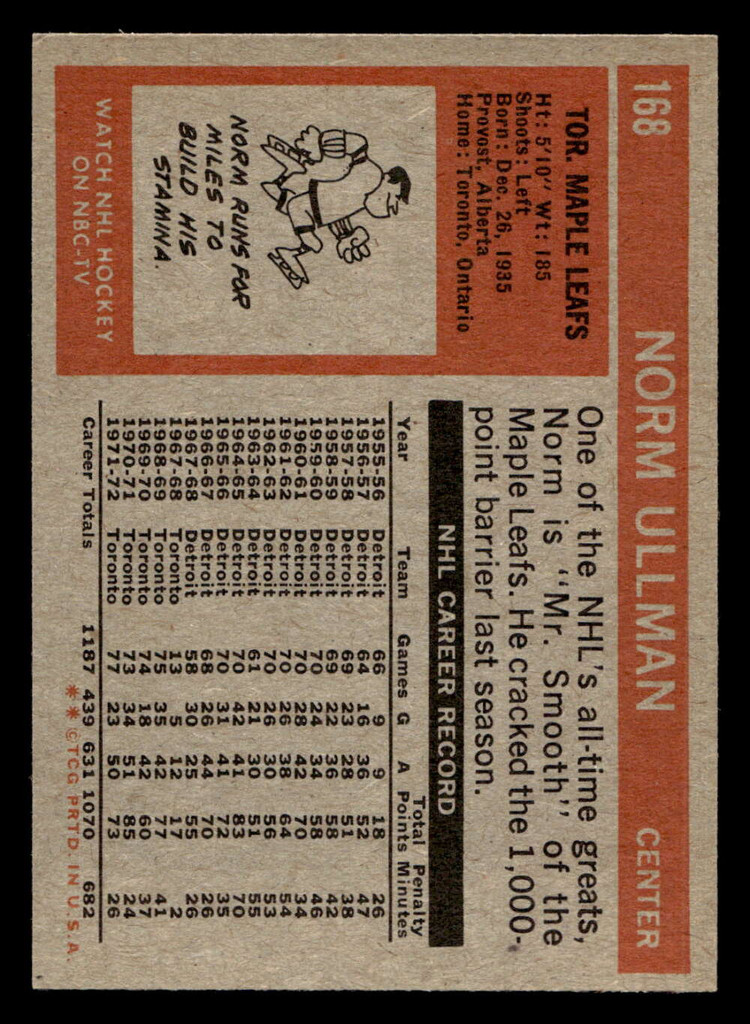 168 NORM ULLMAN CENTER
TOR. MAPLE LEAFS
Ht: 5'10" Wt: 185
Shoots: Left
Born: Dec. 26, 1935
Provost, Alberta
Home: Toronto, Ontario
NORM RUNS FOR
MILES TO
BUILD HIS
STAMINA.
WATCH NHL HOCKEY
ON NBC-TV
One of the NHL's all-time greats,
Norm is "Mr. Smooth" of the
Maple Leafs. He cracked the 1,000-
point barrier last season.
NHL CAREER RECORD
Total Penalty
Year Team Games G A Points Minutes
1955-56 Detroit 66 9 9 18 26
1956-57 Detroit 64 16 36 52 47
1957-58 Detroit 69 23 28 51 38
1958-59 Detroit 69 22 36 58 42
1959-60 Detroit 70 24 34 58 46
1960-61 Detroit 70 28 42 70 34
1961-62 Detroit 70 26 38 64 54
1962-63 Detroit 70 26 30 56 53
1963-64 Detroit 61 21 30 51 55
1964-65 Detroit 70 42 41 83 70
1965-66 Detroit 70 31 41 72 35
1966-67 Detroit 68 26 44 70 26
1967-68 Detroit 58 30 25 55 26
1967-68 Toronto 13 5 12 17 2
1968-69 Toronto 75 35 42 77 41
1969-70 Toronto 74 18 42 60 37
1970-71 Toronto 73 34 51 85 24
1971-72 Toronto 77 23 50 73 26
Career Totals 1187 439 631 1070 682
**©TCG PRTD. IN U.S.A.